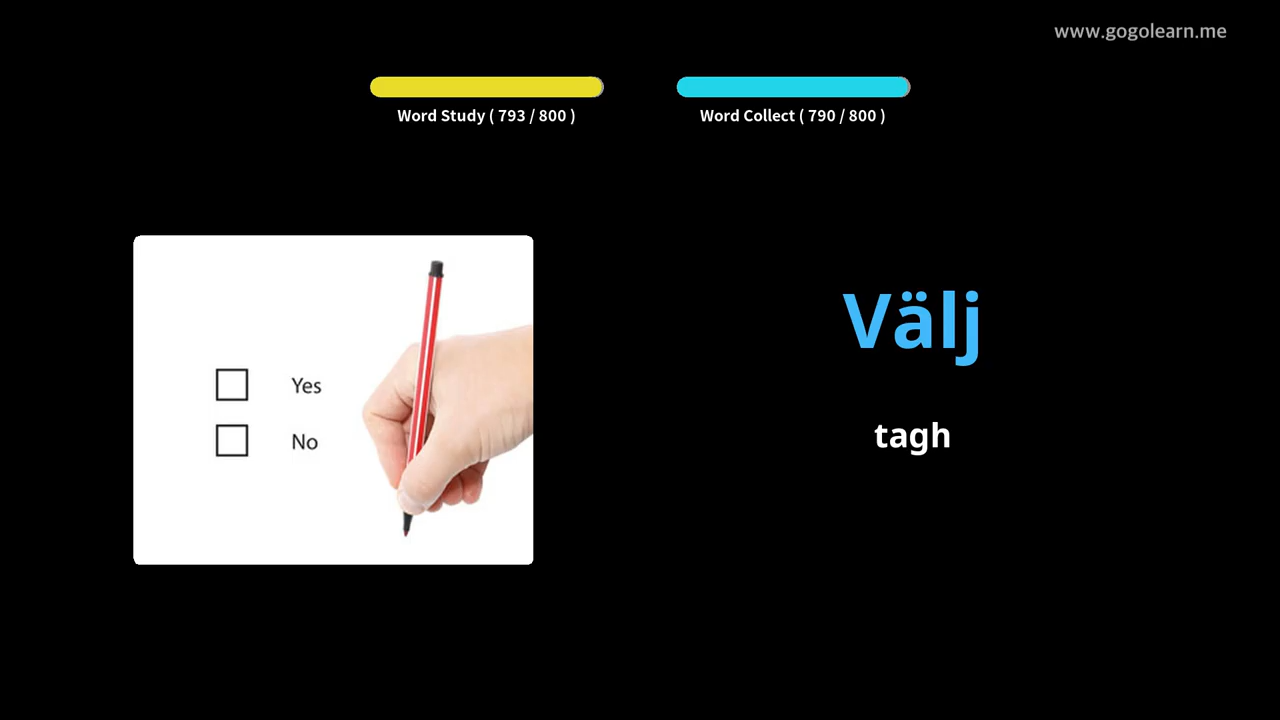 www.gogolearn.me
Word Study ( 793 / 800 )
Word Collect ( 790 / 800 )
Välj
tagh
Yes
No